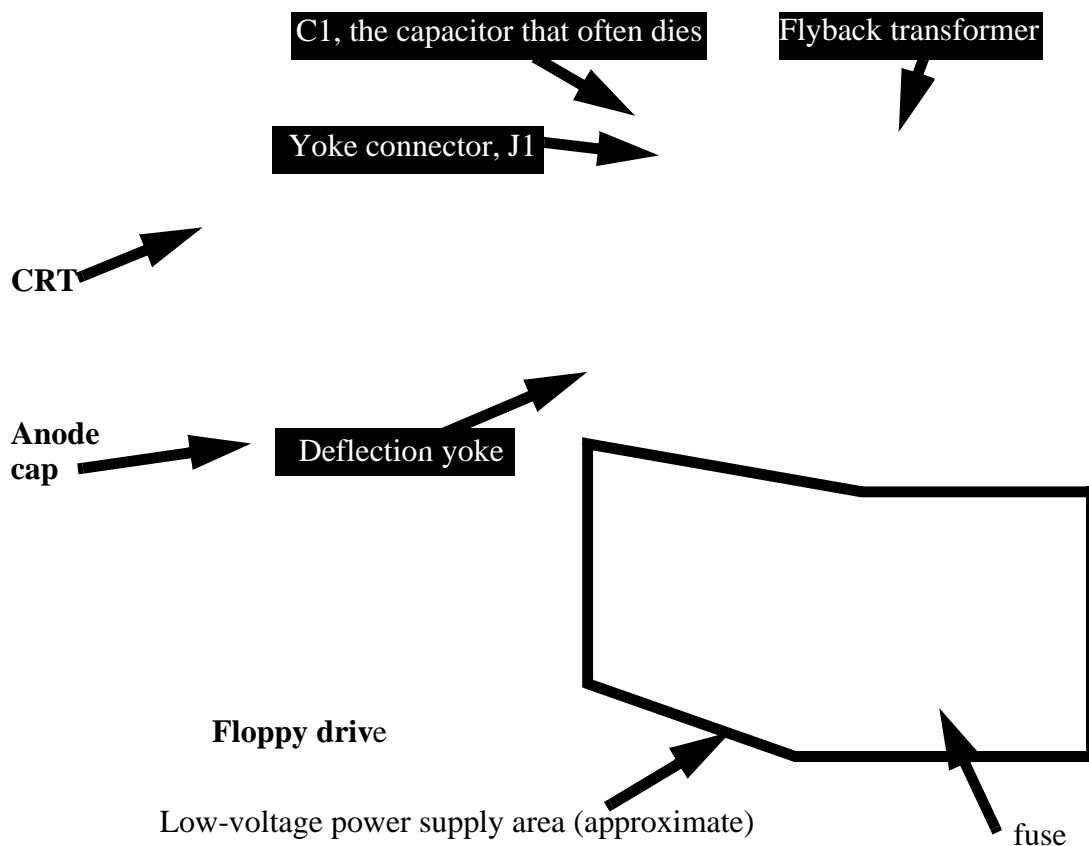 C1, the capacitor that often dies
Flyback transformer
Yoke connector, J1
CRT
Anode
cap
Deflection yoke
Floppy drive
Low-voltage power supply area (approximate)
fuse